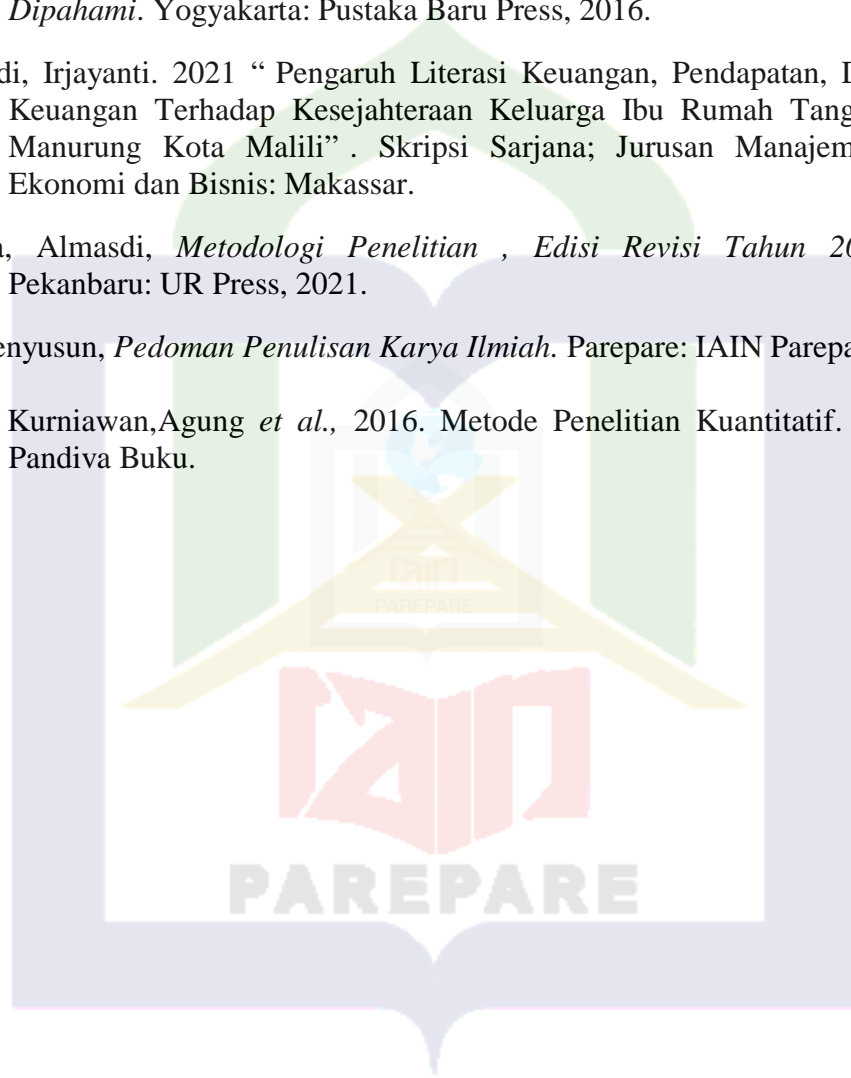 Dipahami. Yogyakarta: Pustaka Baru Press, 2016.
di, Irjayanti. 2021 “ Pengaruh Literasi Keuangan, Pendapatan, D
Keuangan Terhadap Kesejahteraan Keluarga Ibu Rumah Tang
Manurung Kota Malili” . Skripsi Sarjana; Jurusan Manajem
Ekonomi dan Bisnis: Makassar.
a, Almasdi, Metodologi Penelitian , Edisi Revisi Tahun 20
Pekanbaru: UR Press, 2021.
enyusun, Pedoman Penulisan Karya Ilmiah. Parepare: IAIN Parepa
Kurniawan,Agung et al., 2016. Metode Penelitian Kuantitatif.
Pandiva Buku.
iain
PAREPARE
iain
PAREPARE